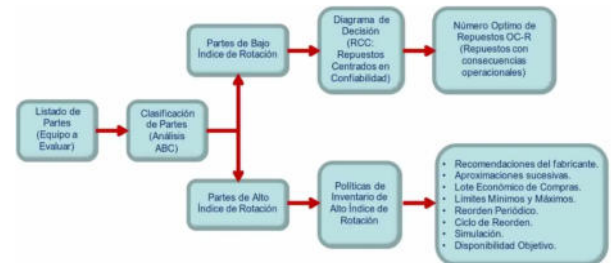 Listado de
Partes
(Equipo a
Evaluar)
Clasificación
de Partes
(Análisis
ABC)
Partes de Bajo
Índice de Rotación
Diagrama de
Decisión
(RCC:
Repuestos
Centrados en
Confiabilidad)
Número Optimo de
Repuestos OC-R
(Repuestos con
consecuencias
operacionales)
Partes de Alto
Índice de Rotación
Políticas de
Inventario de
Alto Índice de
Rotación
• Recomendaciones del fabricante.
• Aproximaciones sucesivas.
• Lote Económico de Compras.
• Límites Mínimos y Máximos.
• Reorden Periódico.
• Ciclo de Reorden.
• Simulación.
• Disponibilidad Objetivo.